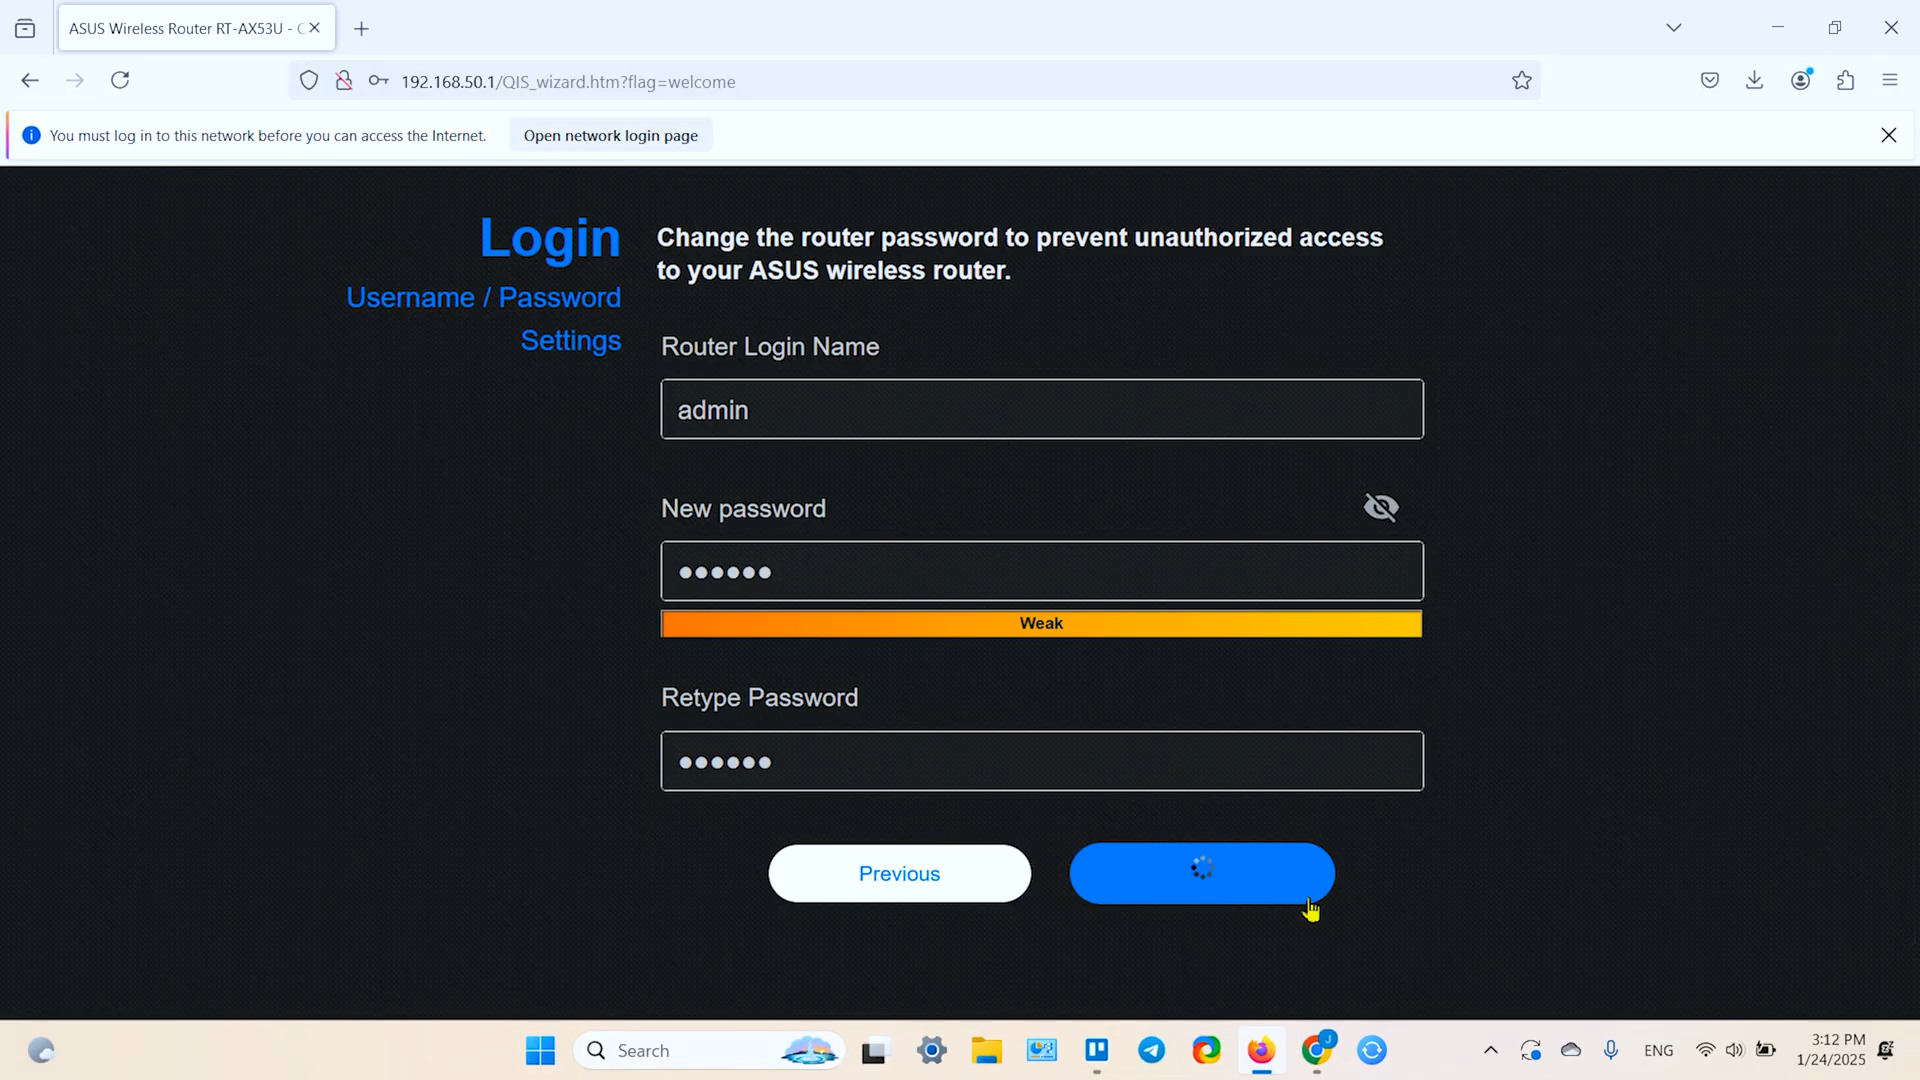 ASUS Wireless Router RT-AX53U -
192.168.50.1/QIS_wizard.htm?flag=welcome
You must log in to this network before you can access the Internet.
Open network login page
Login
Username / Password
Settings
Change the router password to prevent unauthorized access
to your ASUS wireless router.
Router Login Name
admin
New password
Weak
Retype Password
Previous
Search
J
ENG
3:12 PM
1/24/2025